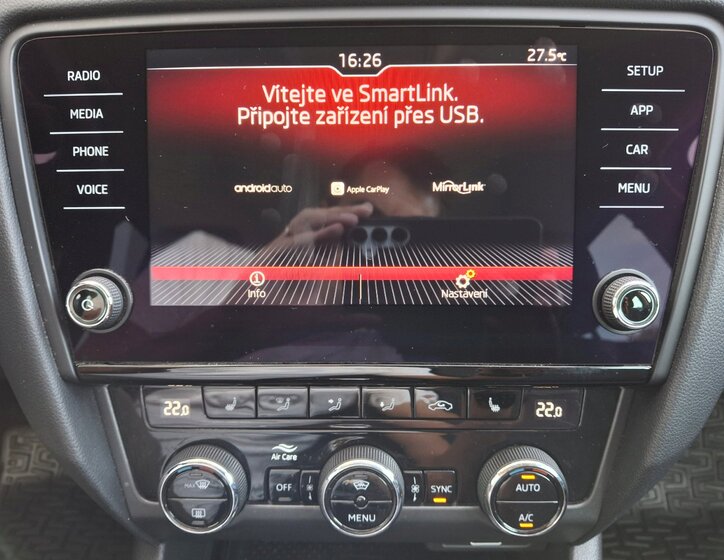 RADIO
MEDIA
PHONE
VOICE
16:26
27.5°C
Vítejte ve SmartLink.
Připojte zařízení přes USB.
androidauto
Apple CarPlay
MirrorLink
Info
Nastavení
SETUP
APP
CAR
MENU
22.0
22.0
Air Care
MAX
OFF
MENU
SYNC
AUTO
A/C